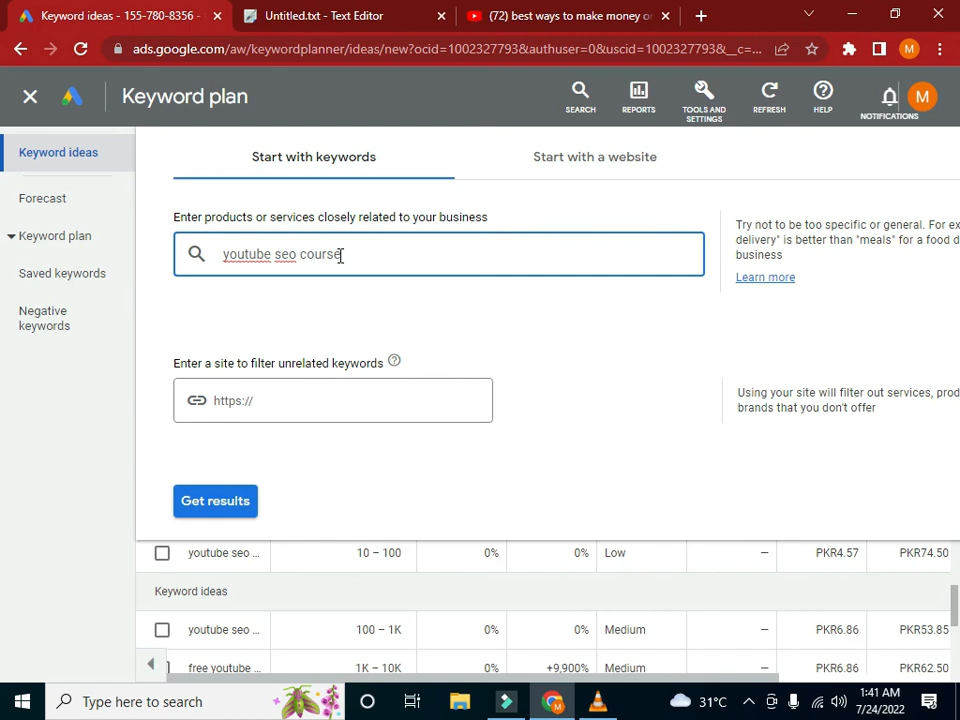 Keyword ideas - 155-780-8356 -
Untitled.txt - Text Editor
(72) best ways to make money o
ads.google.com/aw/keywordplanner/ideas/new?ocid=1002327793&authuser=0&uscid=1002327793&__c=...
M
Keyword plan
SEARCH
REPORTS
TOOLS AND
SETTINGS
REFRESH
HELP
NOTIFICATIONS
M
Keyword ideas
Forecast
Keyword plan
Saved keywords
Negative
keywords
Start with keywords
Start with a website
Enter products or services closely related to your business
youtube seo course
Try not to be too specific or general. For ex
delivery" is better than "meals" for a food d
business
Learn more
Enter a site to filter unrelated keywords
https://
Using your site will filter out services, prod
brands that you don't offer
Get results
youtube seo ... 10 – 100 0% 0% Low – PKR4.57 PKR74.50
Keyword ideas
youtube seo ... 100 – 1K 0% 0% Medium – PKR6.86 PKR53.85
free youtube ... 1K – 10K 0% +9,900% Medium – PKR6.86 PKR62.50
Type here to search
31°C
1:41 AM
7/24/2022